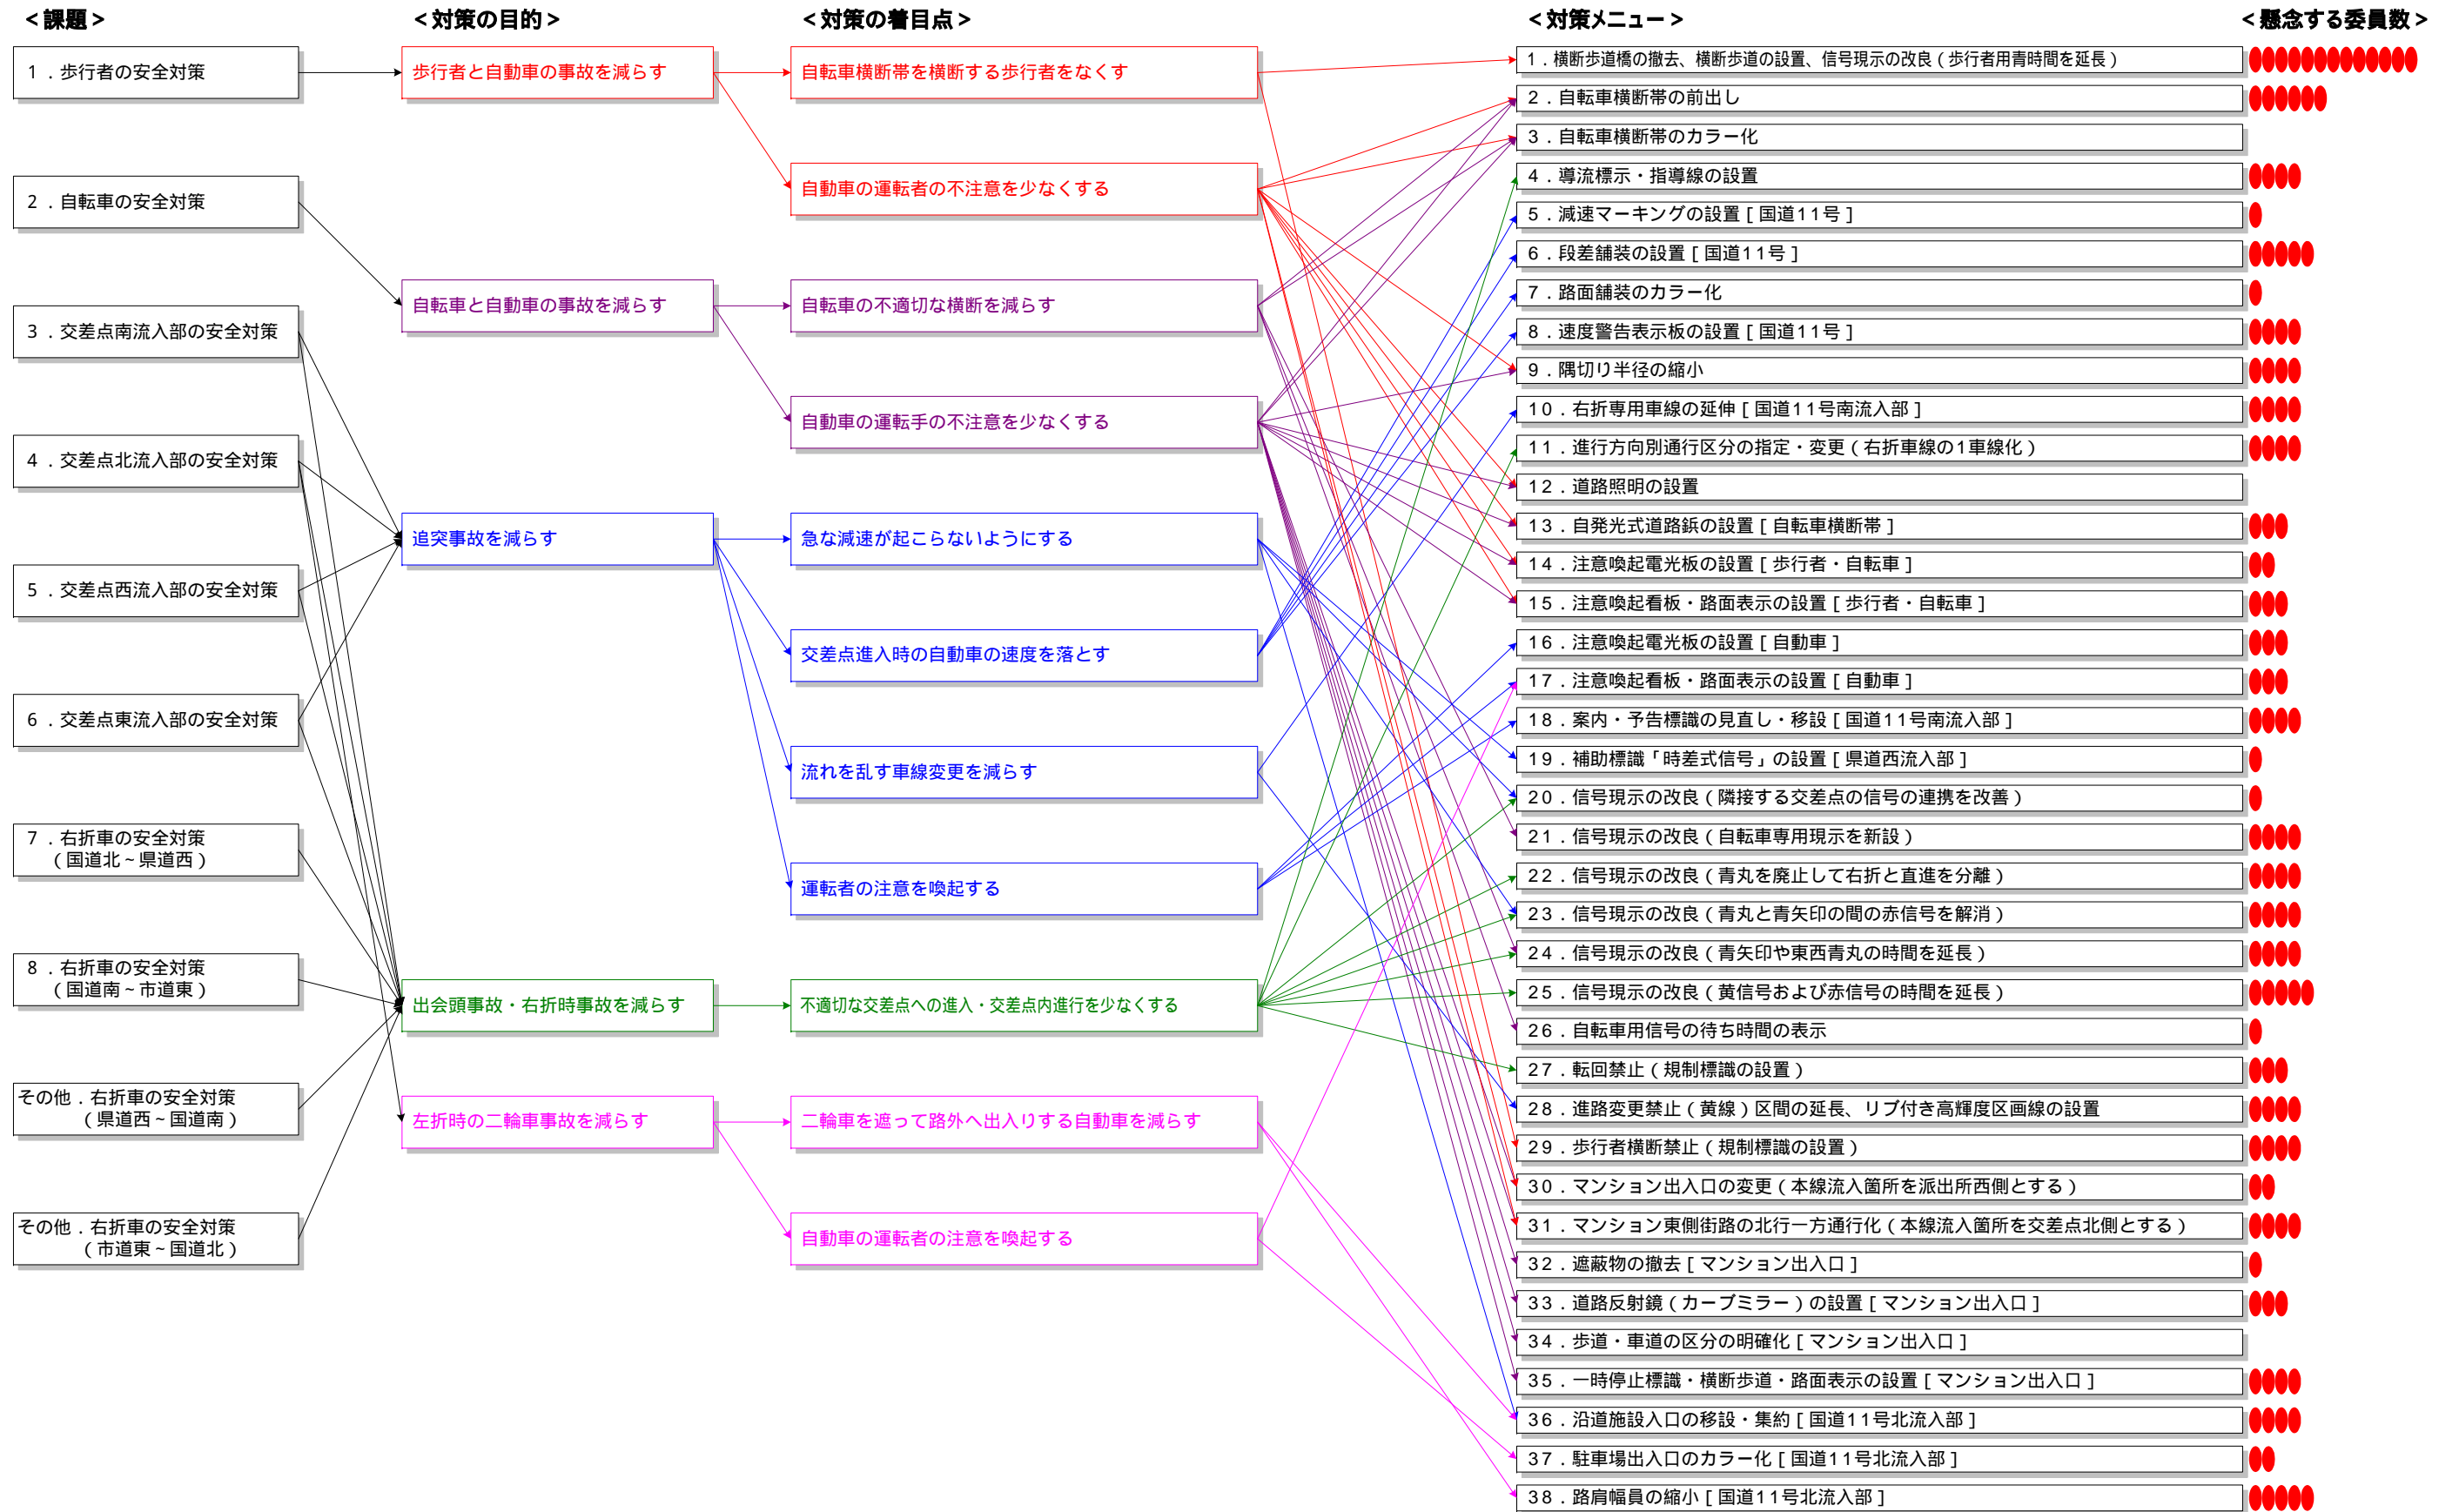 ＜課題＞
＜対策の目的＞
＜対策の着目点＞
＜対策メニュー＞
＜懸念する委員数＞
１．歩行者の安全対策
２．自転車の安全対策
３．交差点南流入部の安全対策
４．交差点北流入部の安全対策
５．交差点西流入部の安全対策
６．交差点東流入部の安全対策
７．右折車の安全対策
（国道北～県道西）
８．右折車の安全対策
（国道南～市道東）
その他．右折車の安全対策
（県道西～国道南）
その他．右折車の安全対策
（市道東～国道北）
歩行者と自動車の事故を減らす
自転車と自動車の事故を減らす
追突事故を減らす
出会頭事故・右折時事故を減らす
左折時の二輪車事故を減らす
自転車横断帯を横断する歩行者をなくす
自動車の運転者の不注意を少なくする
自転車の不適切な横断を減らす
自動車の運転手の不注意を少なくする
急な減速が起こらないようにする
交差点進入時の自動車の速度を落とす
流れを乱す車線変更を減らす
運転者の注意を喚起する
不適切な交差点への進入・交差点内進行を少なくする
二輪車を遮って路外へ出入りする自動車を減らす
自動車の運転者の注意を喚起する
１．横断歩道橋の撤去、横断歩道の設置、信号現示の改良（歩行者用青時間を延長）
２．自転車横断帯の前出し
３．自転車横断帯のカラー化
４．導流標示・指導線の設置
５．減速マーキングの設置［国道11号］
６．段差舗装の設置［国道11号］
７．路面舗装のカラー化
８．速度警告表示板の設置［国道11号］
９．隅切り半径の縮小
１０．右折専用車線の延伸［国道11号南流入部］
１１．進行方向別通行区分の指定・変更（右折車線の1車線化）
１２．道路照明の設置
１３．自発光式道路鋲の設置［自転車横断帯］
１４．注意喚起電光板の設置［歩行者・自転車］
１５．注意喚起看板・路面表示の設置［歩行者・自転車］
１６．注意喚起電光板の設置［自動車］
１７．注意喚起看板・路面表示の設置［自動車］
１８．案内・予告標識の見直し・移設［国道11号南流入部］
１９．補助標識「時差式信号」の設置［県道西流入部］
２０．信号現示の改良（隣接する交差点の信号の連携を改善）
２１．信号現示の改良（自転車専用現示を新設）
２２．信号現示の改良（青丸を廃止して右折と直進を分離）
２３．信号現示の改良（青丸と青矢印の間の赤信号を解消）
２４．信号現示の改良（青矢印や東西青丸の時間を延長）
２５．信号現示の改良（黄信号および赤信号の時間を延長）
２６．自転車用信号の待ち時間の表示
２７．転回禁止（規制標識の設置）
２８．進路変更禁止（黄線）区間の延長、リブ付き高輝度区画線の設置
２９．歩行者横断禁止（規制標識の設置）
３０．マンション出入口の変更（本線流入箇所を派出所西側とする）
３１．マンション東側街路の北行一方通行化（本線流入箇所を交差点北側とする）
３２．遮蔽物の撤去［マンション出入口］
３３．道路反射鏡（カーブミラー）の設置［マンション出入口］
３４．歩道・車道の区分の明確化［マンション出入口］
３５．一時停止標識・横断歩道・路面表示の設置［マンション出入口］
３６．沿道施設入口の移設・集約［国道11号北流入部］
３７．駐車場出入口のカラー化［国道11号北流入部］
３８．路肩幅員の縮小［国道11号北流入部］